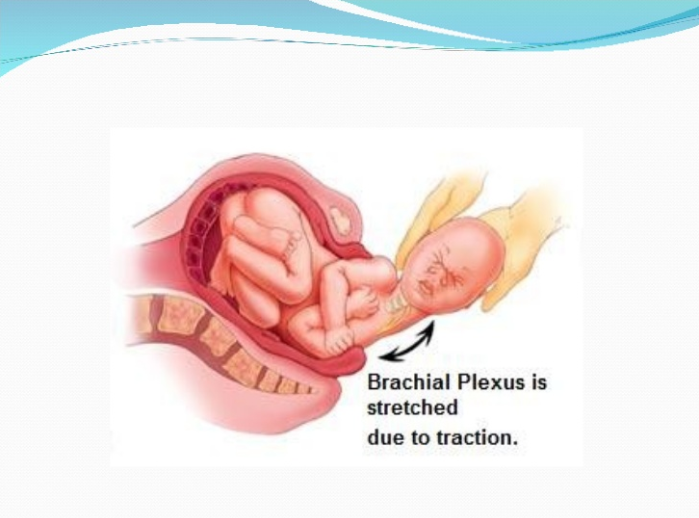 Brachial Plexus is
stretched
due to traction.